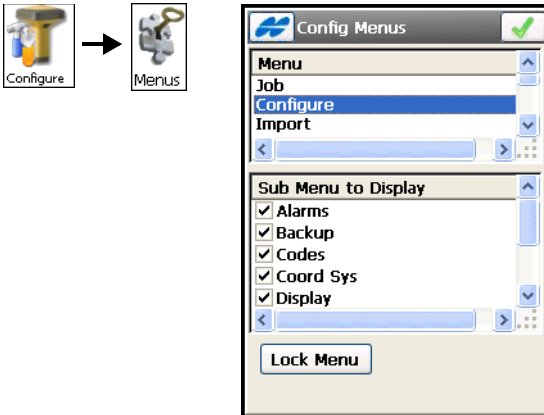 Configure
Menus
Config Menus
Menu
Job
Configure
Import
Sub Menu to Display
Alarms
Backup
Codes
Coord Sys
Display
Lock Menu